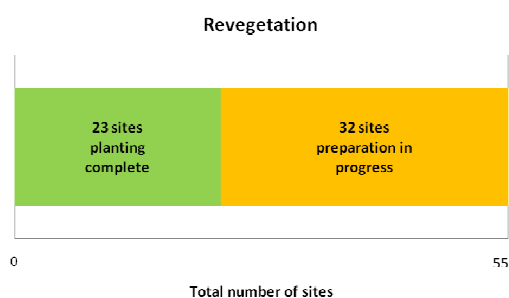 Revegetation
23 sites
planting
complete
32 sites
preparation in
progress
0
55
Total number of sites